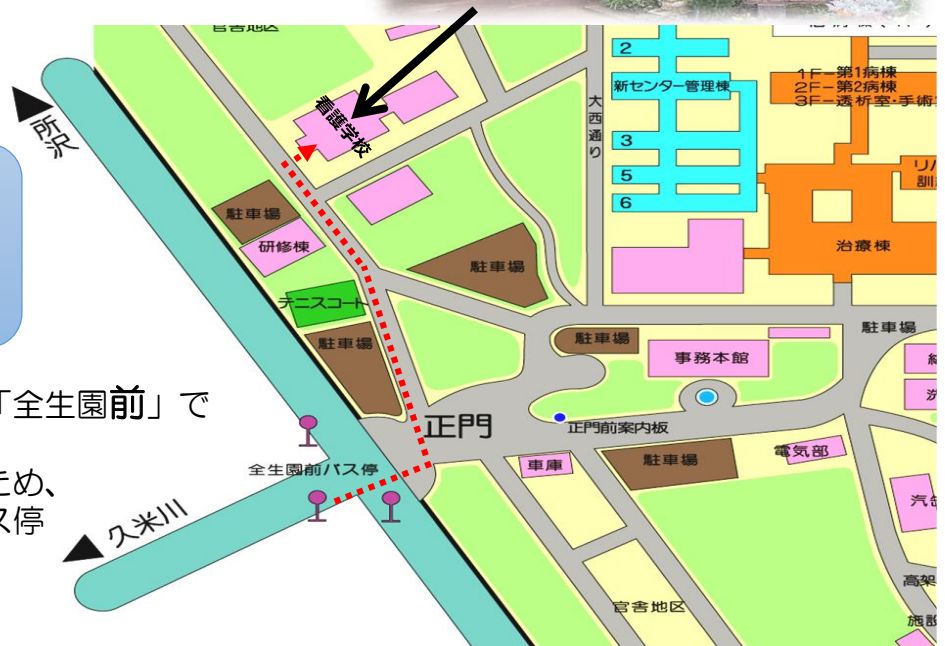 官舎地区
所沢
看護学校
2
新センター管理棟
3
5
6
大西通り
1F－第1病棟
2F－第2病棟
3F－透析室・手術
リハ
訓
治療棟
駐車場
研修棟
テニスコート
駐車場
駐車場
駐車場
駐車場
事務本館
正門
正門前案内板
車庫
駐車場
電気部
「全生園前」で
全生園前バス停
ため、
ス停
久米川
官舎地区
高架
施設